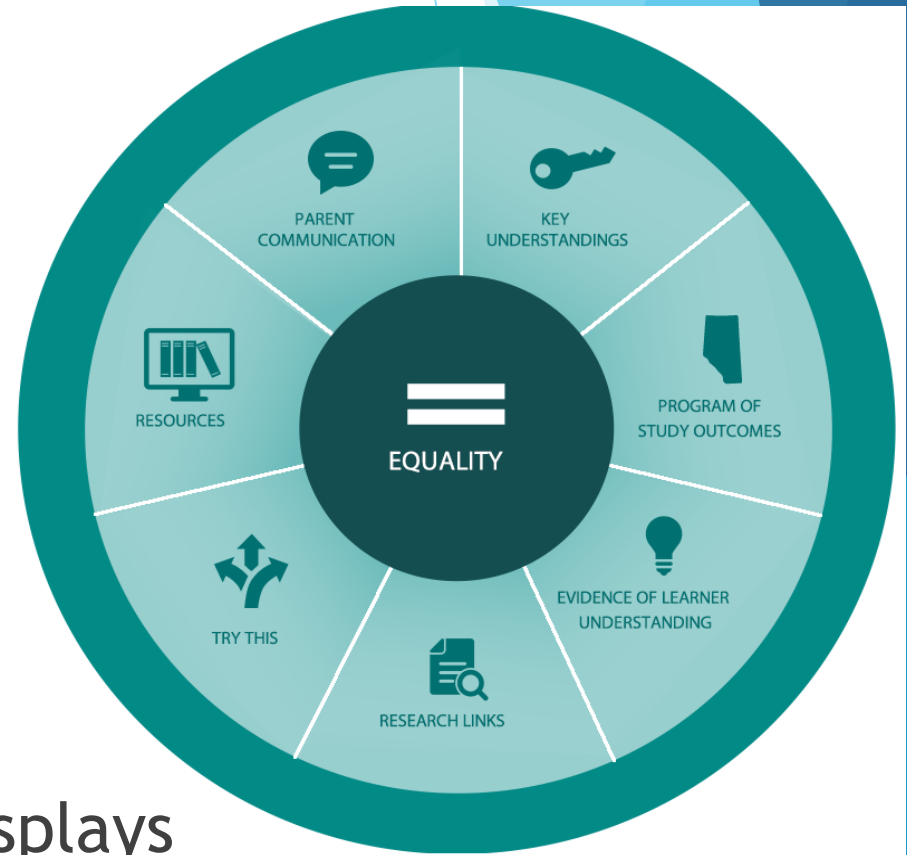 PARENT
COMMUNICATION
KEY
UNDERSTANDINGS
RESOURCES
PROGRAM OF
STUDY OUTCOMES
EQUALITY
TRY THIS
EVIDENCE OF LEARNER
UNDERSTANDING
RESEARCH LINKS
splays